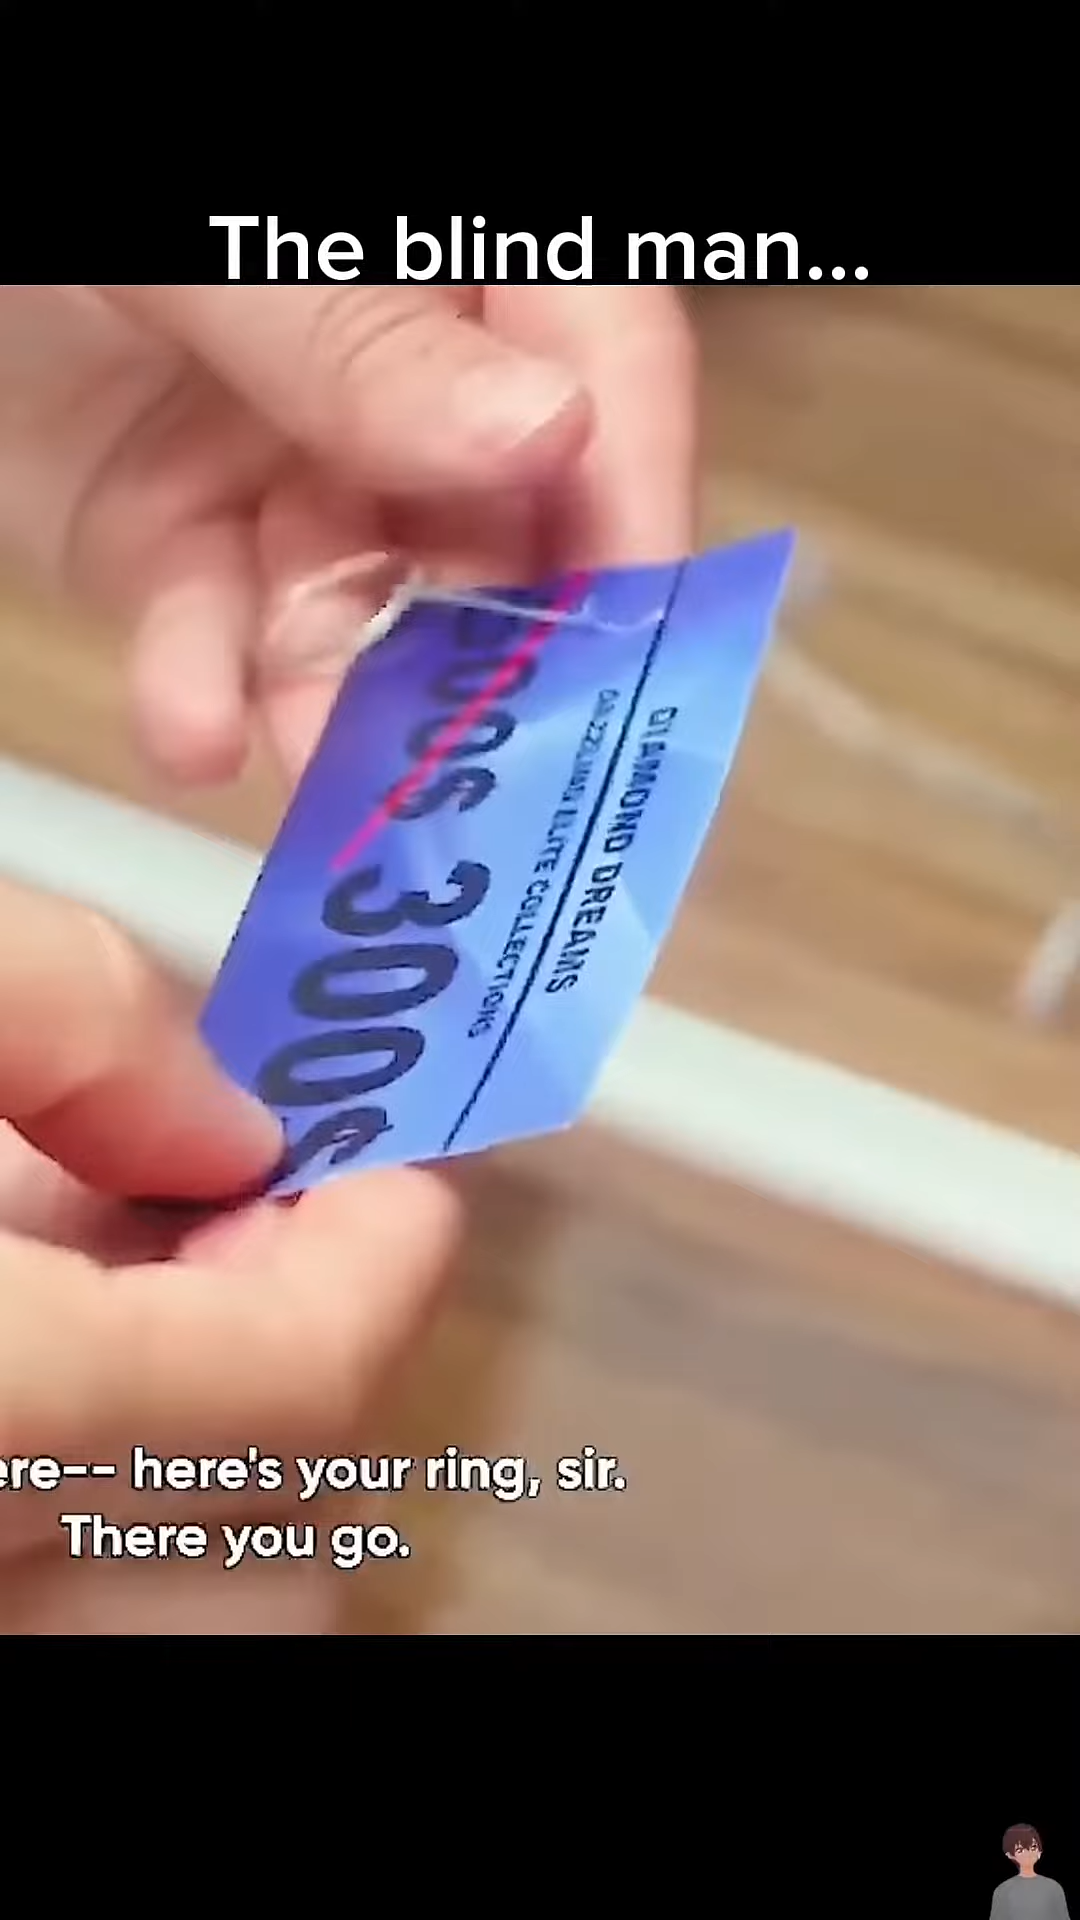 The blind man...
DIAMOND DREAMS
ELITE COLLECTIONS
300$
ere-- here's your ring, sir.
There you go.